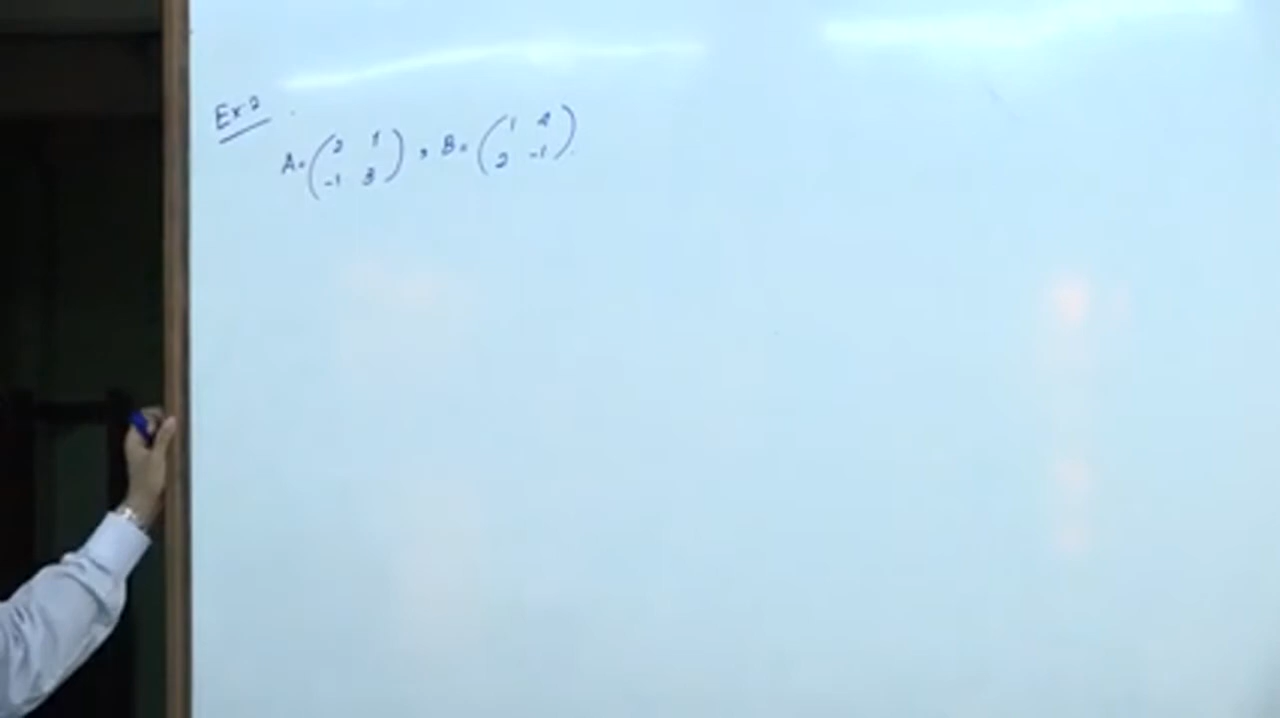 Ex-2
A = (2 1 , B = (1 4
-1 3) 2 -1).